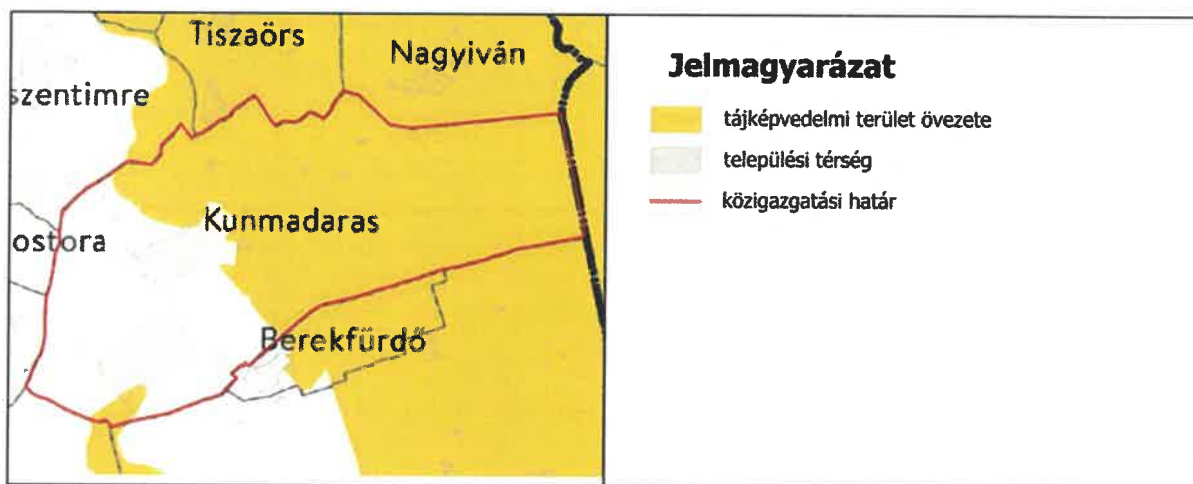 Tiszaörs
Nagyiván
szentimre
Kunmadaras
ostora
Berekfürdő
Jelmagyarázat
tájképvedelmi terület övezete
települési térség
közigazgatási határ